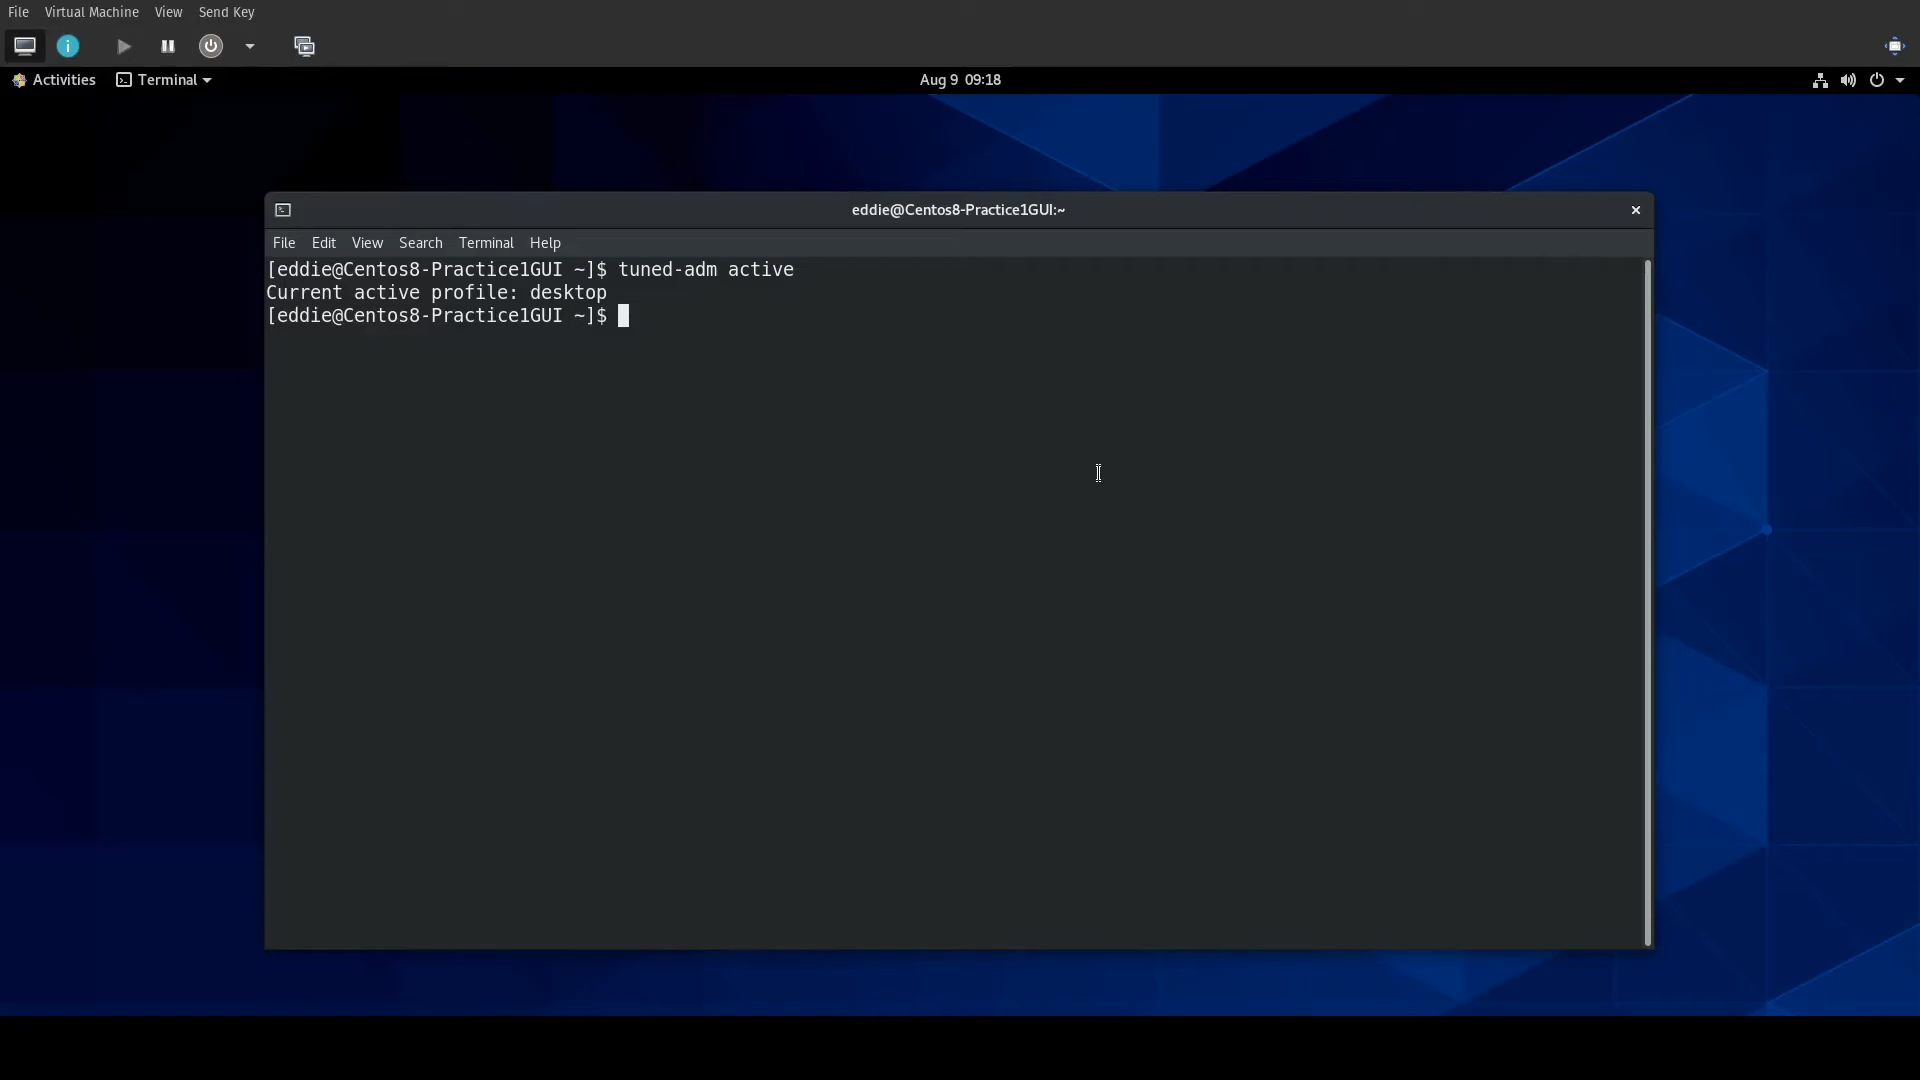 File Virtual Machine View Send Key
Activities Terminal Aug 9 09:18
eddie@Centos8-Practice1GUI:~
File Edit View Search Terminal Help
[eddie@Centos8-Practice1GUI ~]$ tuned-adm active
Current active profile: desktop
[eddie@Centos8-Practice1GUI ~]$